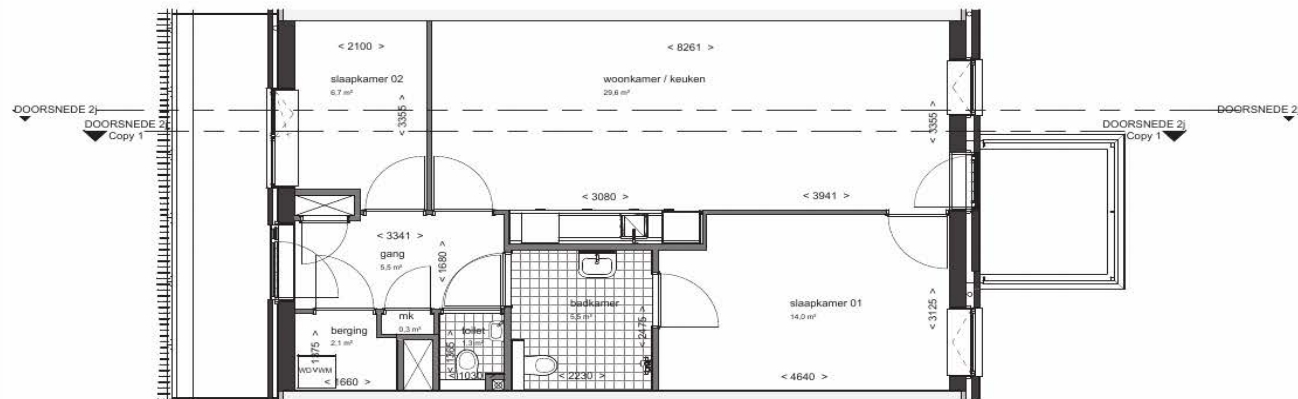 < 2100 >
< 8261 >
slaapkamer 02
6,7 m²
woonkamer / keuken
29,6 m²
< 3355 >
< 3355 >
DOORSNEDE 2j
DOORSNEDE 2
DOORSNEDE 2
Copy 1
DOORSNEDE 2j
Copy 1
< 3080 >
< 3941 >
< 3341 >
gang
5,5 m²
< 1680 >
badkamer
5,5 m²
slaapkamer 01
14,0 m²
< 3125 >
< 2475 >
berging
2,1 m²
mk
0,3 m²
toilet
1,3 m²
< 1375 >
< 1365 >
WD WM
< 1660 >
< 1030 >
< 2230 >
< 4640 >